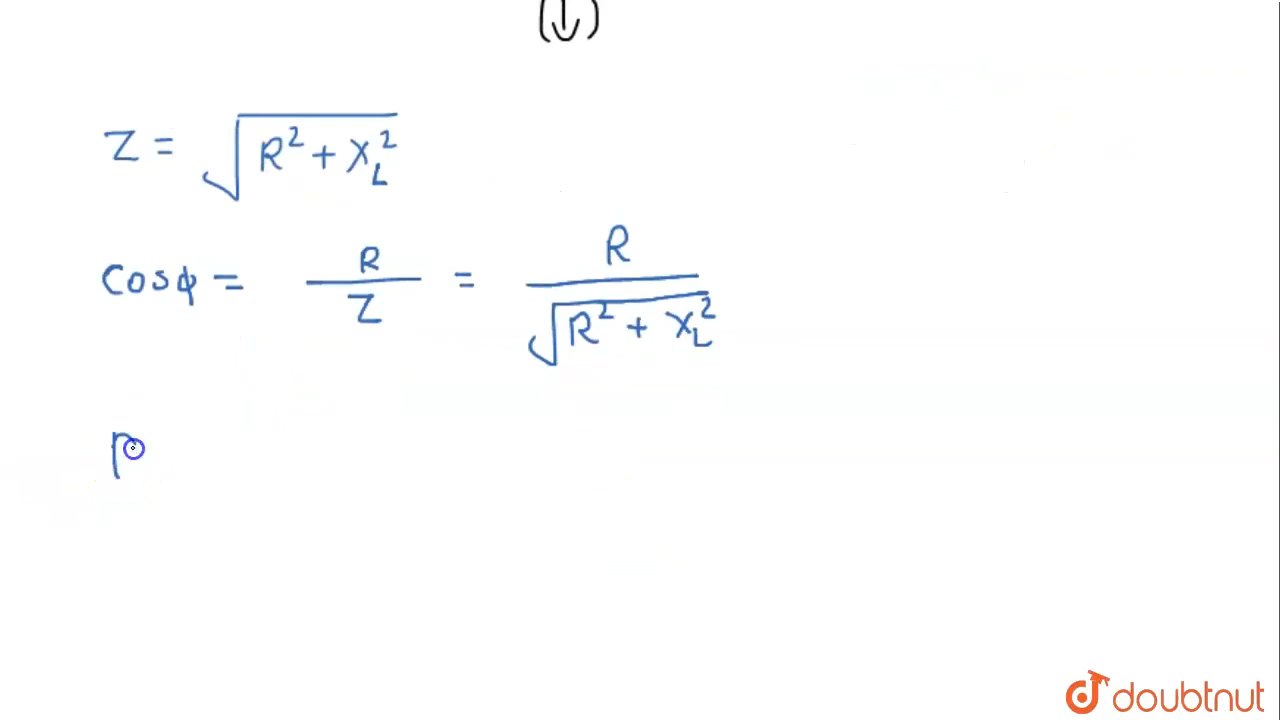 (↓)
Z = √(R² + X_L²)
cosϕ = R/Z = R/√(R² + X_L²)
P
doubtnut